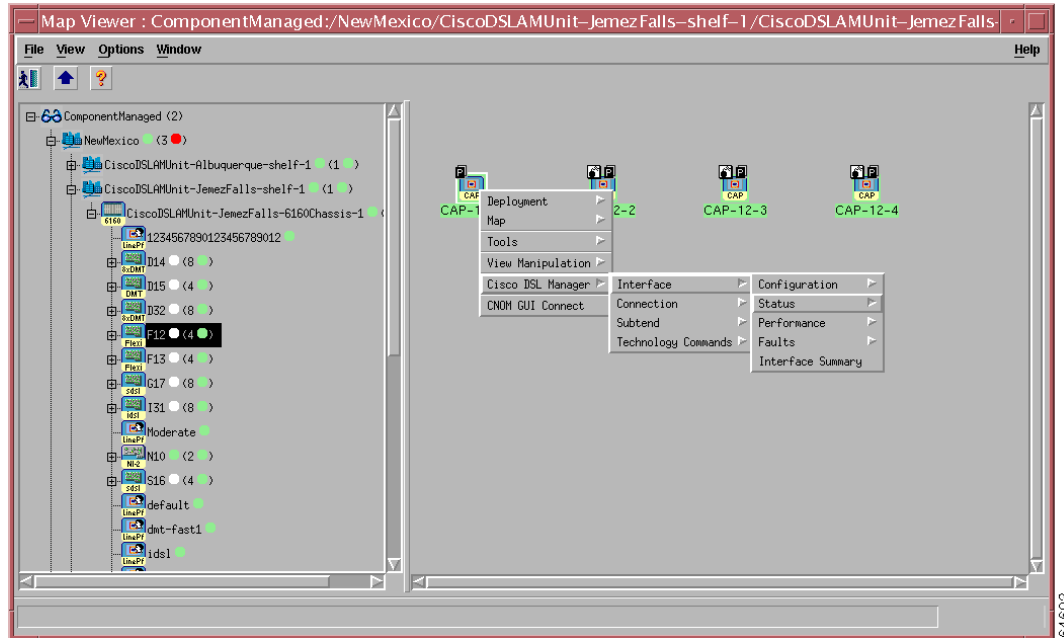 Map Viewer : ComponentManaged:/NewMexico/CiscoDSLAMUnit–JemezFalls–shelf–1/CiscoDSLAMUnit–JemezFalls-
File View Options Window Help
ComponentManaged (2)
NewMexico (3)
CiscoDSLAMUnit-Albuquerque-shelf-1 (1)
CiscoDSLAMUnit-JemezFalls-shelf-1 (1)
6160 CiscoDSLAMUnit-JemezFalls-6160Chassis-1 (
LinePf 1234567890123456789012
8xDMT D14 (8)
DMT D15 (4)
8xDMT D32 (8)
Flexi F12 (4)
Flexi F13 (4)
sdsl G17 (8)
idsl I31 (8)
LinePf Moderate
NI-2 N10 (2)
sdsl S16 (4)
LinePf default
LinePf dmt-fast1
LinePf idsl
P
P
P
P
CAP
CAP
CAP
CAP-1
2-2
CAP-12-3
CAP-12-4
Deployment
Map
Tools
View Manipulation
Cisco DSL Manager
CNOM GUI Connect
Interface
Connection
Subtend
Technology Commands
Configuration
Status
Performance
Faults
Interface Summary